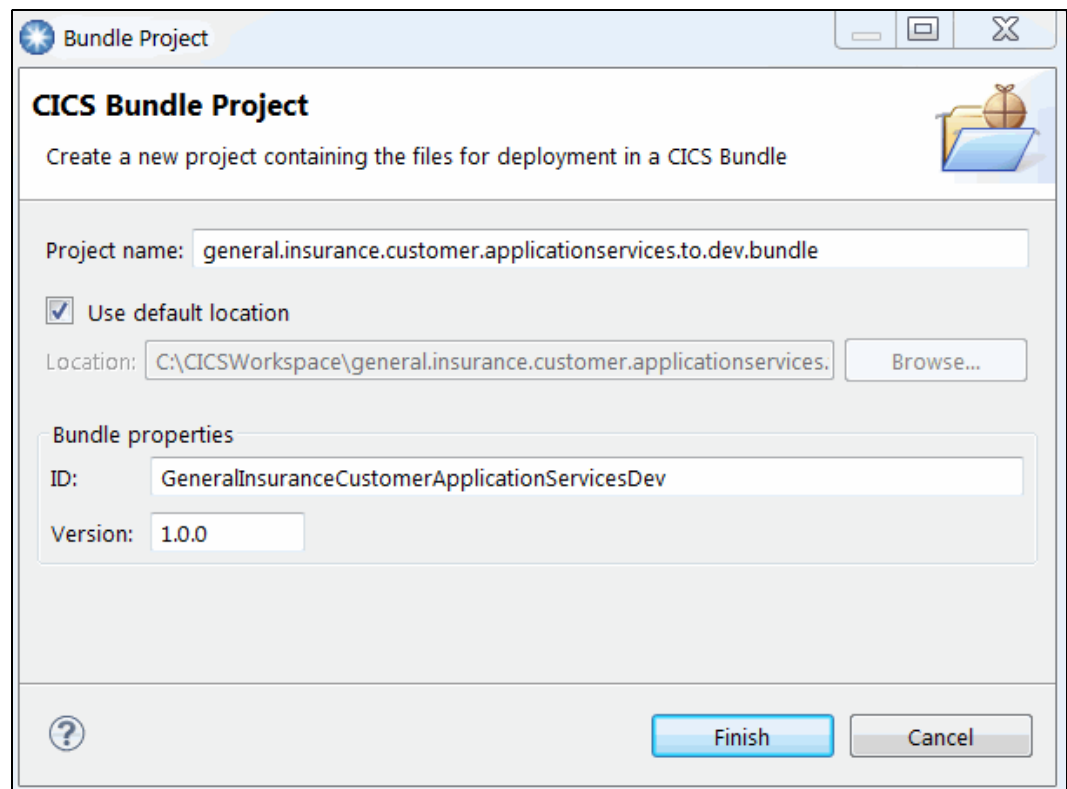 Bundle Project
CICS Bundle Project
Create a new project containing the files for deployment in a CICS Bundle
Project name: general.insurance.customer.applicationservices.to.dev.bundle
Use default location
Location: C:\CICSWorkspace\general.insurance.customer.applicationservices. Browse...
Bundle properties
ID: GeneralInsuranceCustomerApplicationServicesDev
Version: 1.0.0
? Finish Cancel